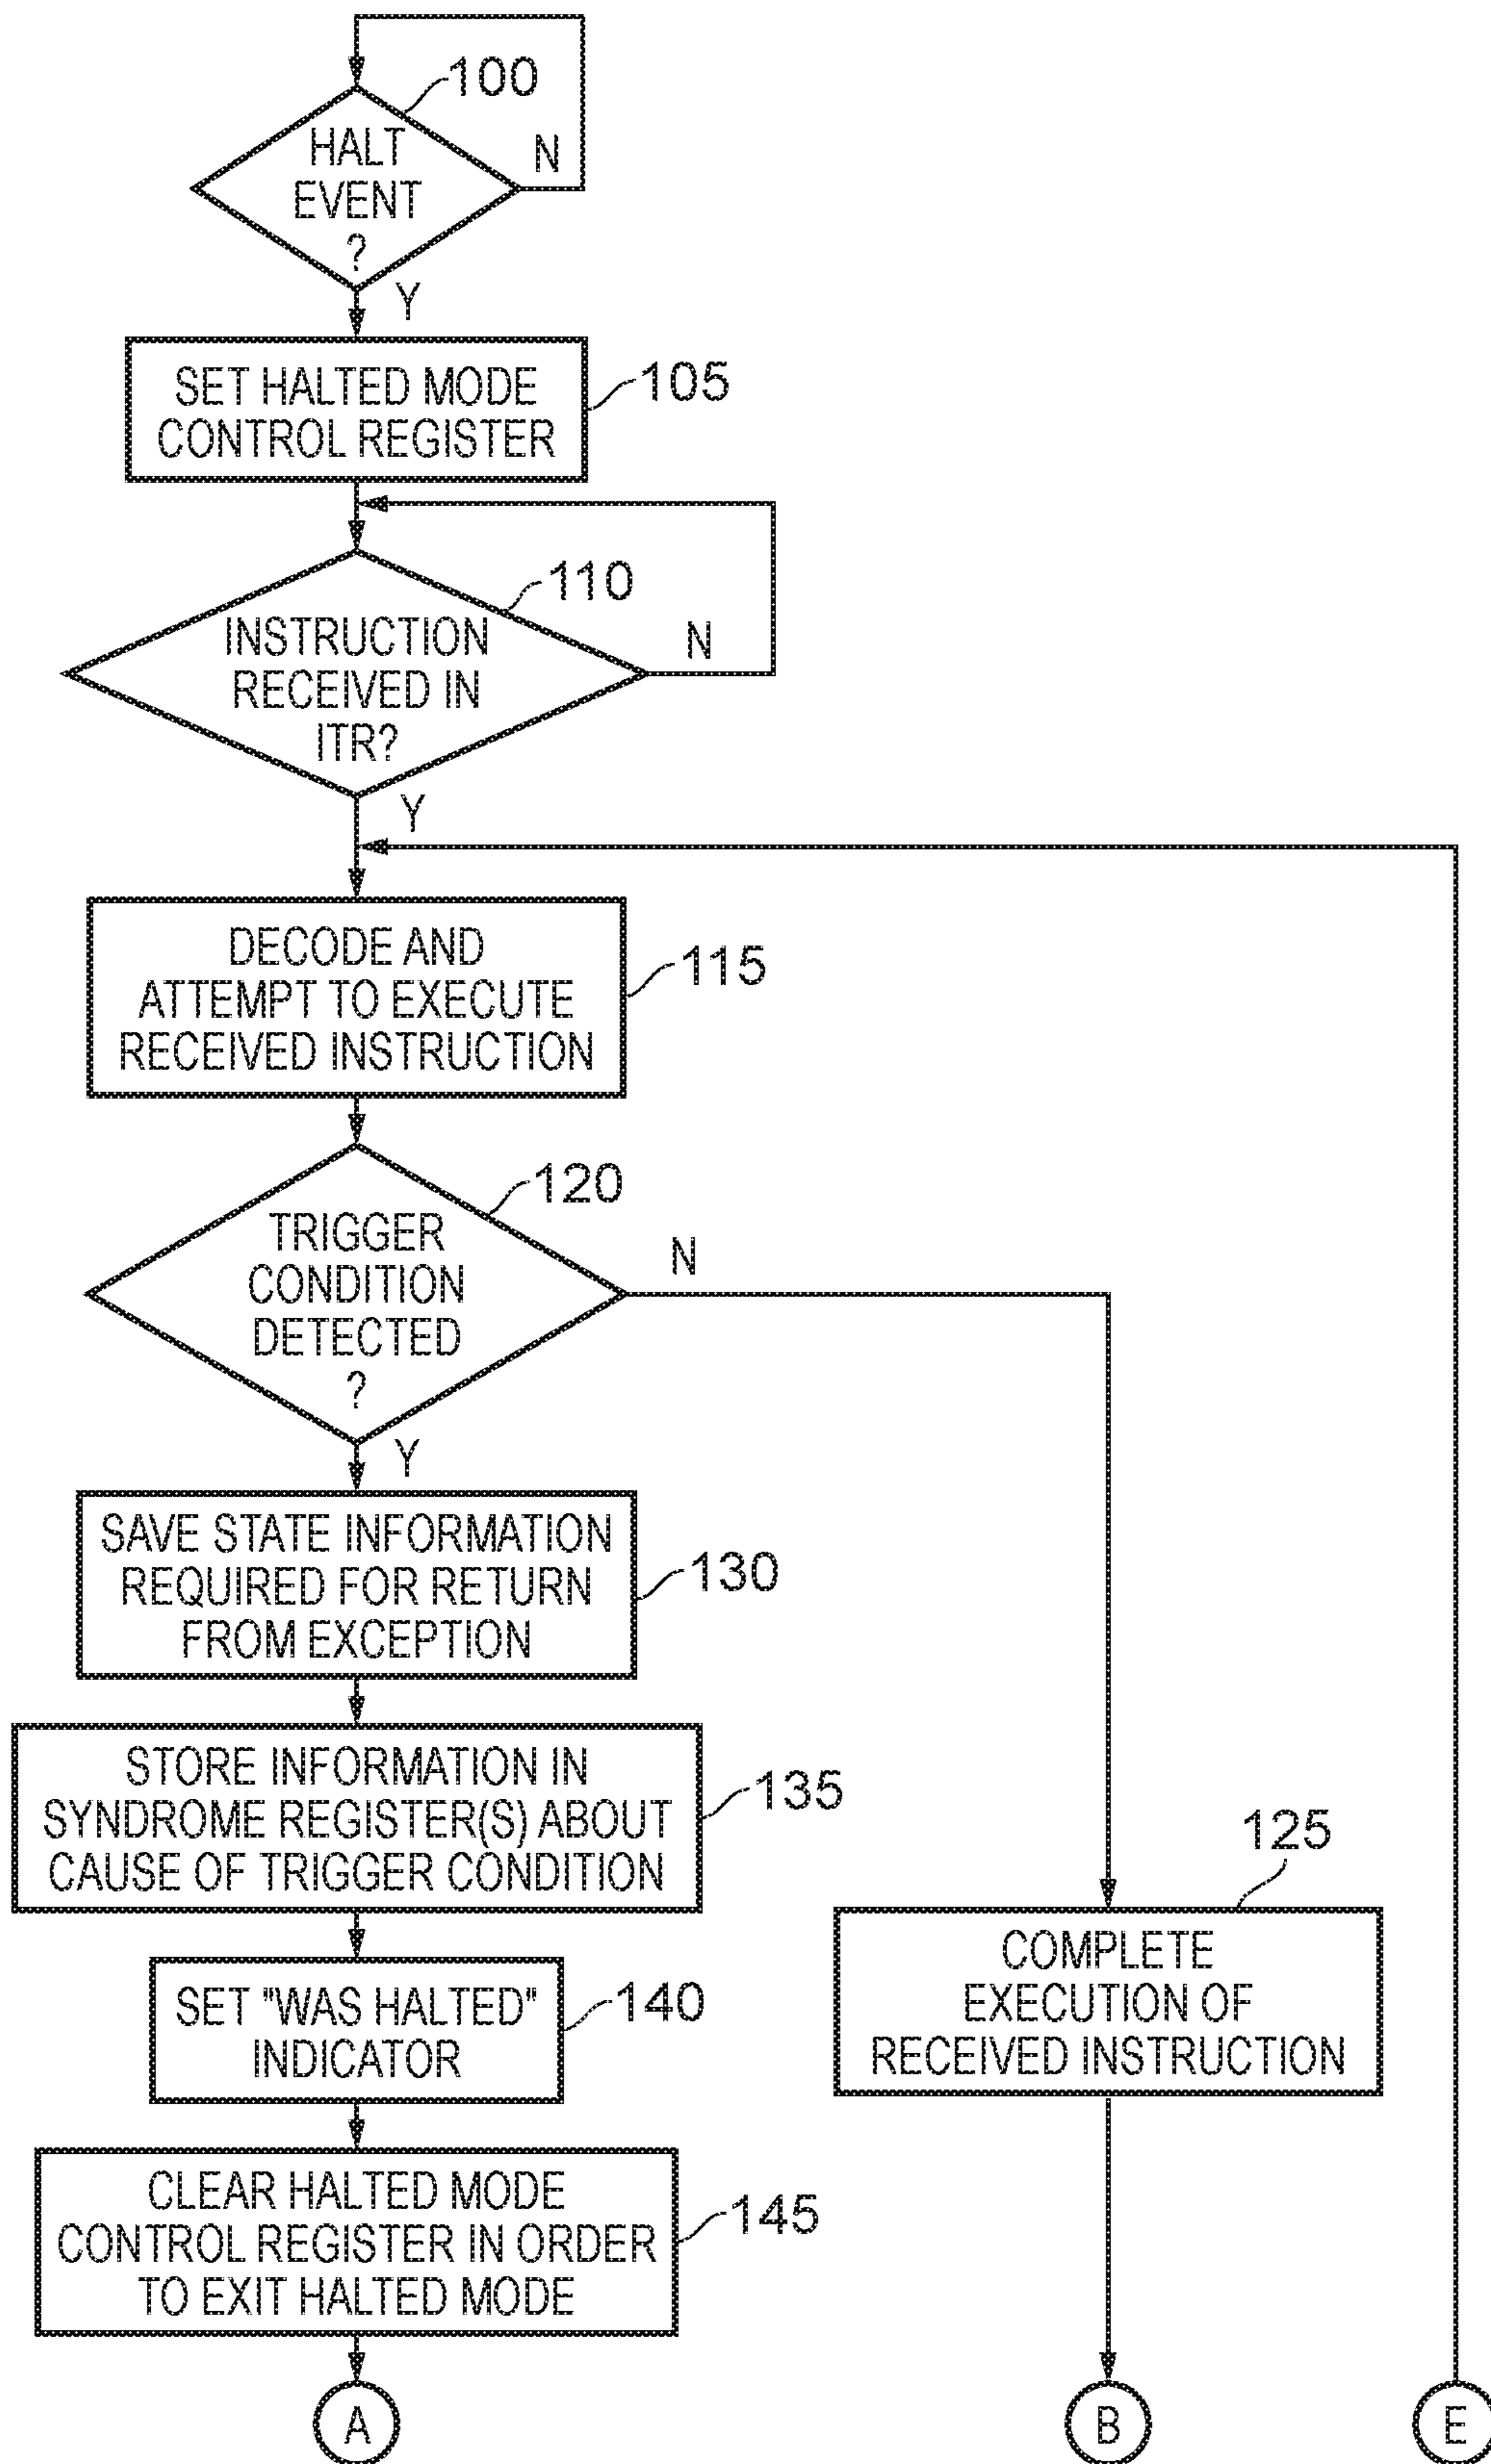 100
HALT
EVENT
?
N
Y
SET HALTED MODE
CONTROL REGISTER
105
110
INSTRUCTION
RECEIVED IN
ITR?
N
Y
DECODE AND
ATTEMPT TO EXECUTE
RECEIVED INSTRUCTION
115
120
TRIGGER
CONDITION
DETECTED
?
N
Y
SAVE STATE INFORMATION
REQUIRED FOR RETURN
FROM EXCEPTION
130
STORE INFORMATION IN
SYNDROME REGISTER(S) ABOUT
CAUSE OF TRIGGER CONDITION
135
125
COMPLETE
EXECUTION OF
RECEIVED INSTRUCTION
SET "WAS HALTED"
INDICATOR
140
CLEAR HALTED MODE
CONTROL REGISTER IN ORDER
TO EXIT HALTED MODE
145
A
B
E